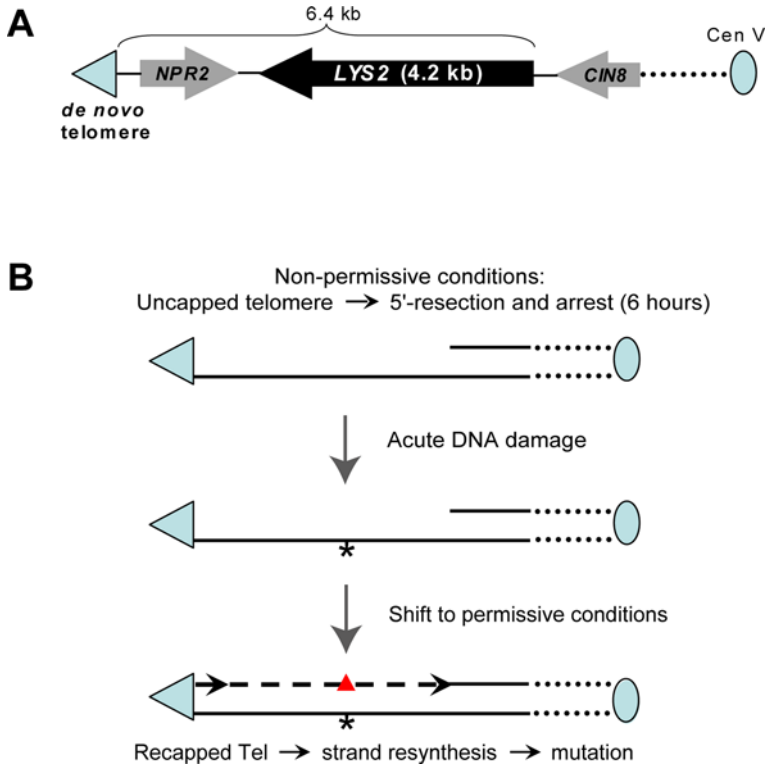 A
6.4 kb
Cen V
NPR2
LYS2 (4.2 kb)
CIN8
de novo
telomere
B
Non-permissive conditions:
Uncapped telomere → 5'-resection and arrest (6 hours)
Acute DNA damage
*
Shift to permissive conditions
*
Recapped Tel → strand resynthesis → mutation